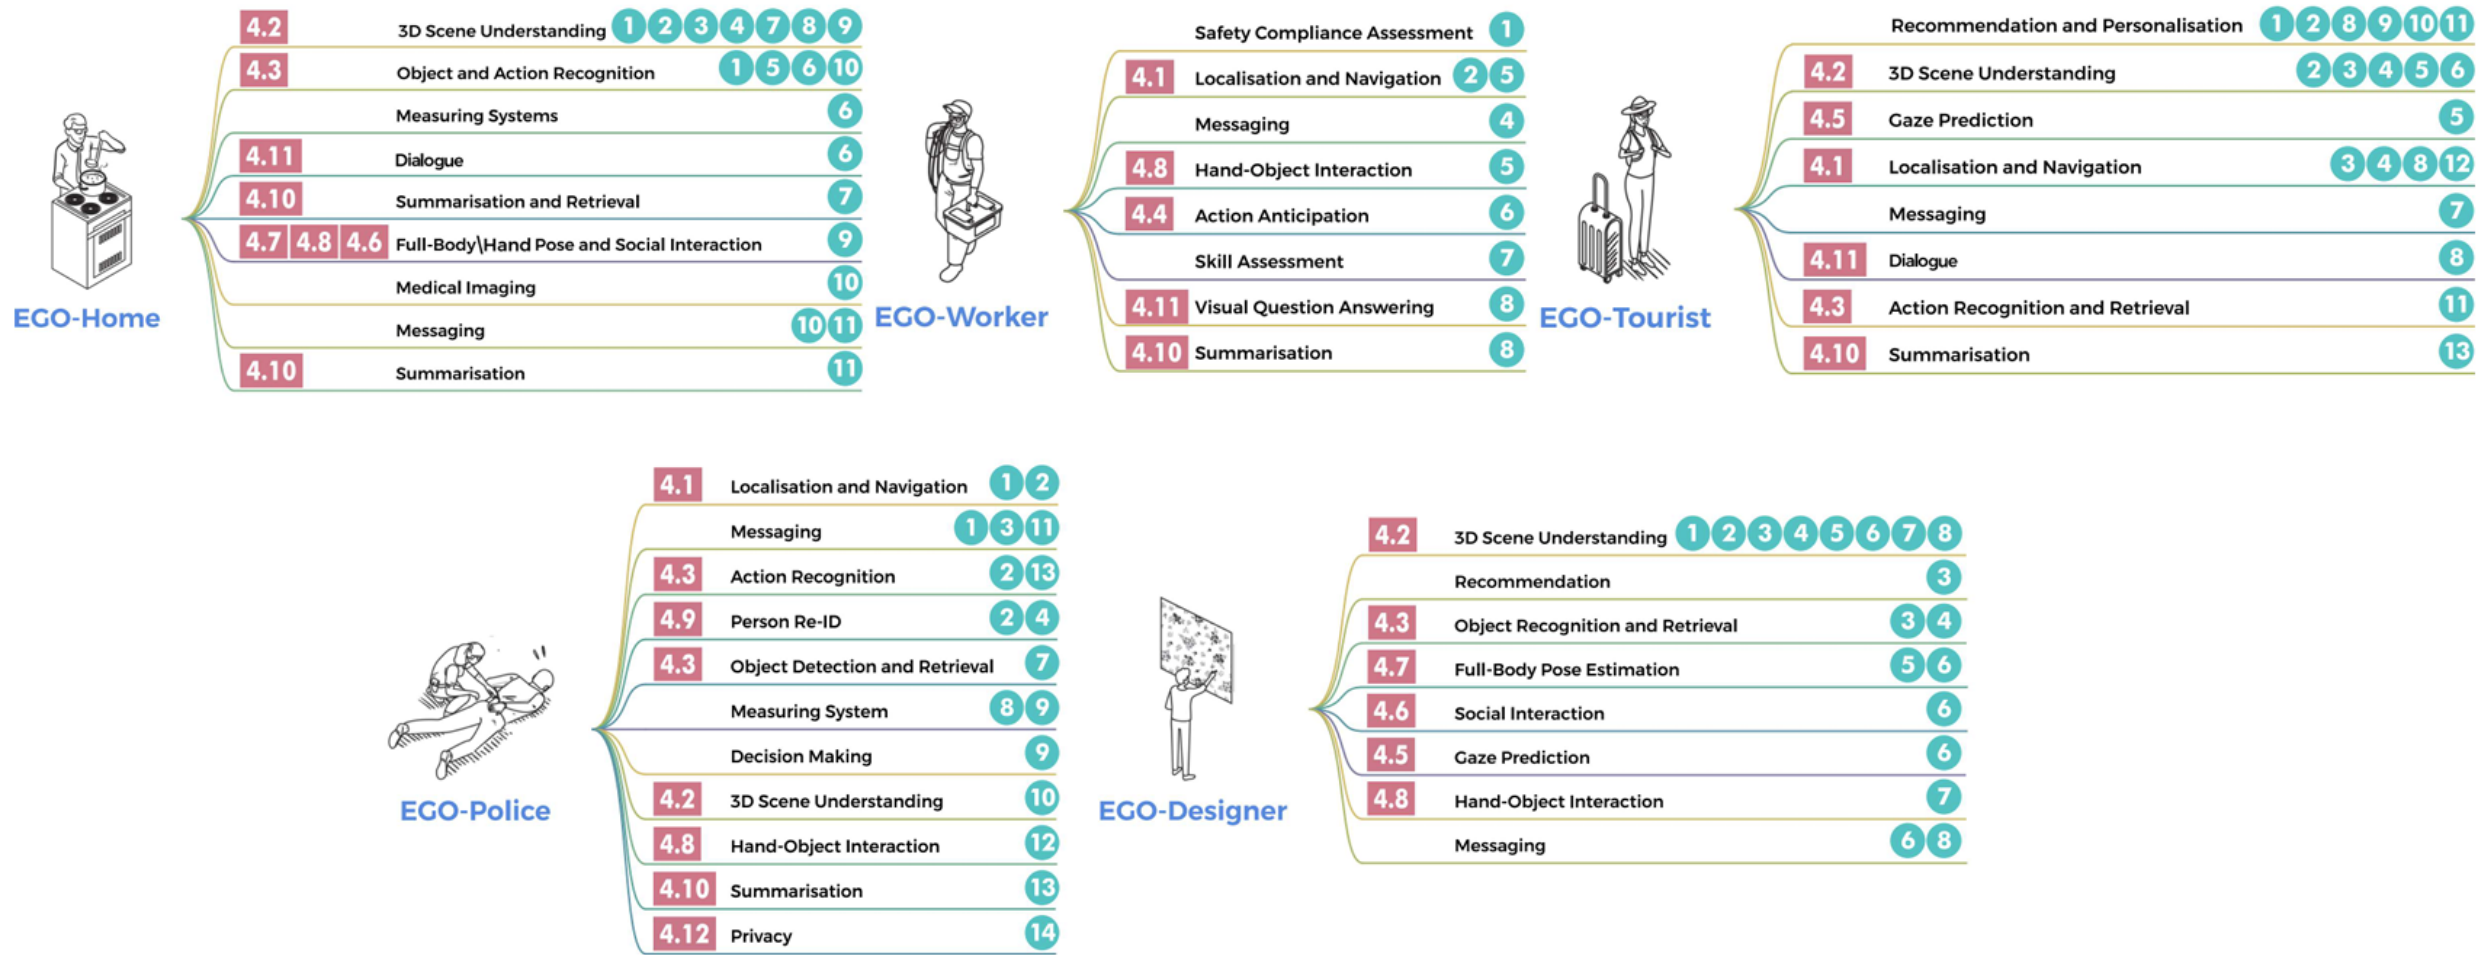 4.2 3D Scene Understanding 1 2 3 4 7 8 9
4.3 Object and Action Recognition 1 5 6 10
Measuring Systems 6
4.11 Dialogue 6
4.10 Summarisation and Retrieval 7
4.7 4.8 4.6 Full-Body\Hand Pose and Social Interaction 9
Medical Imaging 10
Messaging 10 11
4.10 Summarisation 11
EGO-Home
Safety Compliance Assessment 1
4.1 Localisation and Navigation 2 5
Messaging 4
4.8 Hand-Object Interaction 5
4.4 Action Anticipation 6
Skill Assessment 7
4.11 Visual Question Answering 8
4.10 Summarisation 8
EGO-Worker
Recommendation and Personalisation 1 2 8 9 10 11
4.2 3D Scene Understanding 2 3 4 5 6
4.5 Gaze Prediction 5
4.1 Localisation and Navigation 3 4 8 12
Messaging 7
4.11 Dialogue 8
4.3 Action Recognition and Retrieval 11
4.10 Summarisation 13
EGO-Tourist
4.1 Localisation and Navigation 1 2
Messaging 1 3 11
4.3 Action Recognition 2 13
4.9 Person Re-ID 2 4
4.3 Object Detection and Retrieval 7
Measuring System 8 9
Decision Making 9
4.2 3D Scene Understanding 10
4.8 Hand-Object Interaction 12
4.10 Summarisation 13
4.12 Privacy 14
EGO-Police
4.2 3D Scene Understanding 1 2 3 4 5 6 7 8
Recommendation 3
4.3 Object Recognition and Retrieval 3 4
4.7 Full-Body Pose Estimation 5 6
4.6 Social Interaction 6
4.5 Gaze Prediction 6
4.8 Hand-Object Interaction 7
Messaging 6 8
EGO-Designer